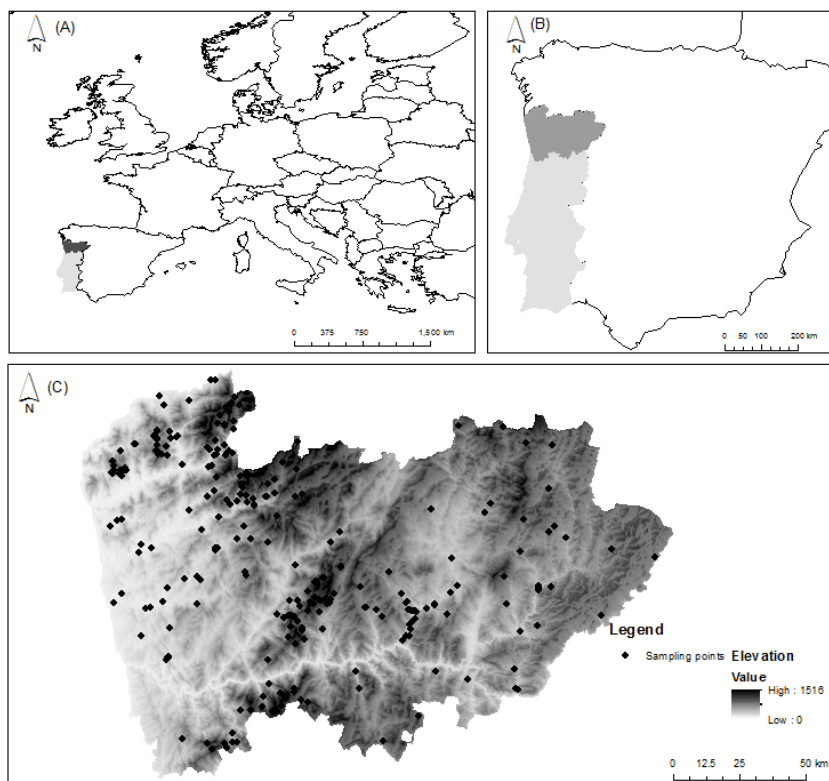 (A)
N
0 375 750 1,500 km
(B)
N
0 50 100 200 km
(C)
N
Legend
Sampling points
Elevation
Value
High : 1516
Low : 0
0 12.5 25 50 km